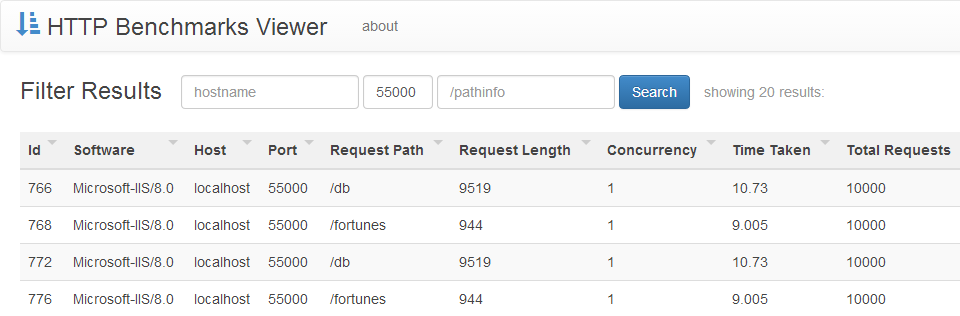 HTTP Benchmarks Viewer about
Filter Results hostname 55000 /pathinfo Search showing 20 results:
Id Software Host Port Request Path Request Length Concurrency Time Taken Total Requests
766 Microsoft-IIS/8.0 localhost 55000 /db 9519 1 10.73 10000
768 Microsoft-IIS/8.0 localhost 55000 /fortunes 944 1 9.005 10000
772 Microsoft-IIS/8.0 localhost 55000 /db 9519 1 10.73 10000
776 Microsoft-IIS/8.0 localhost 55000 /fortunes 944 1 9.005 10000